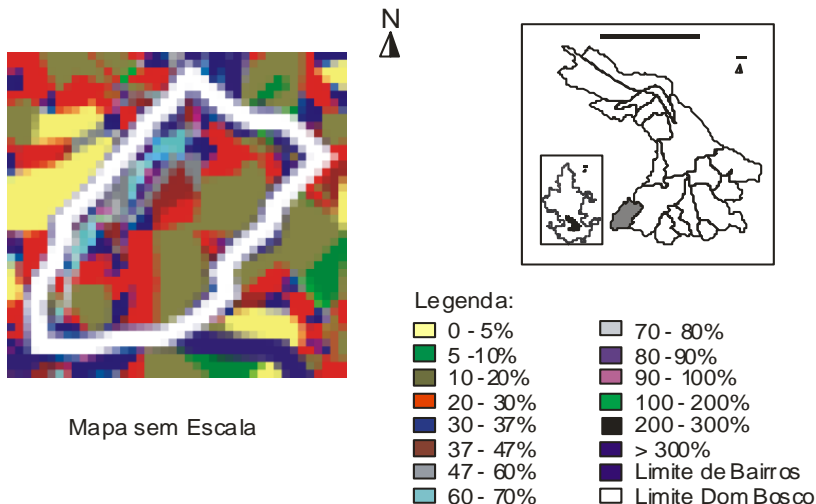 N
Mapa sem Escala
Legenda:
0 - 5%
5 -10%
10 - 20%
20 - 30%
30 - 37%
37 - 47%
47 - 60%
60 - 70%
70 - 80%
80 - 90%
90 - 100%
100 - 200%
200 - 300%
> 300%
Limite de Bairros
Limite Dom Bosco